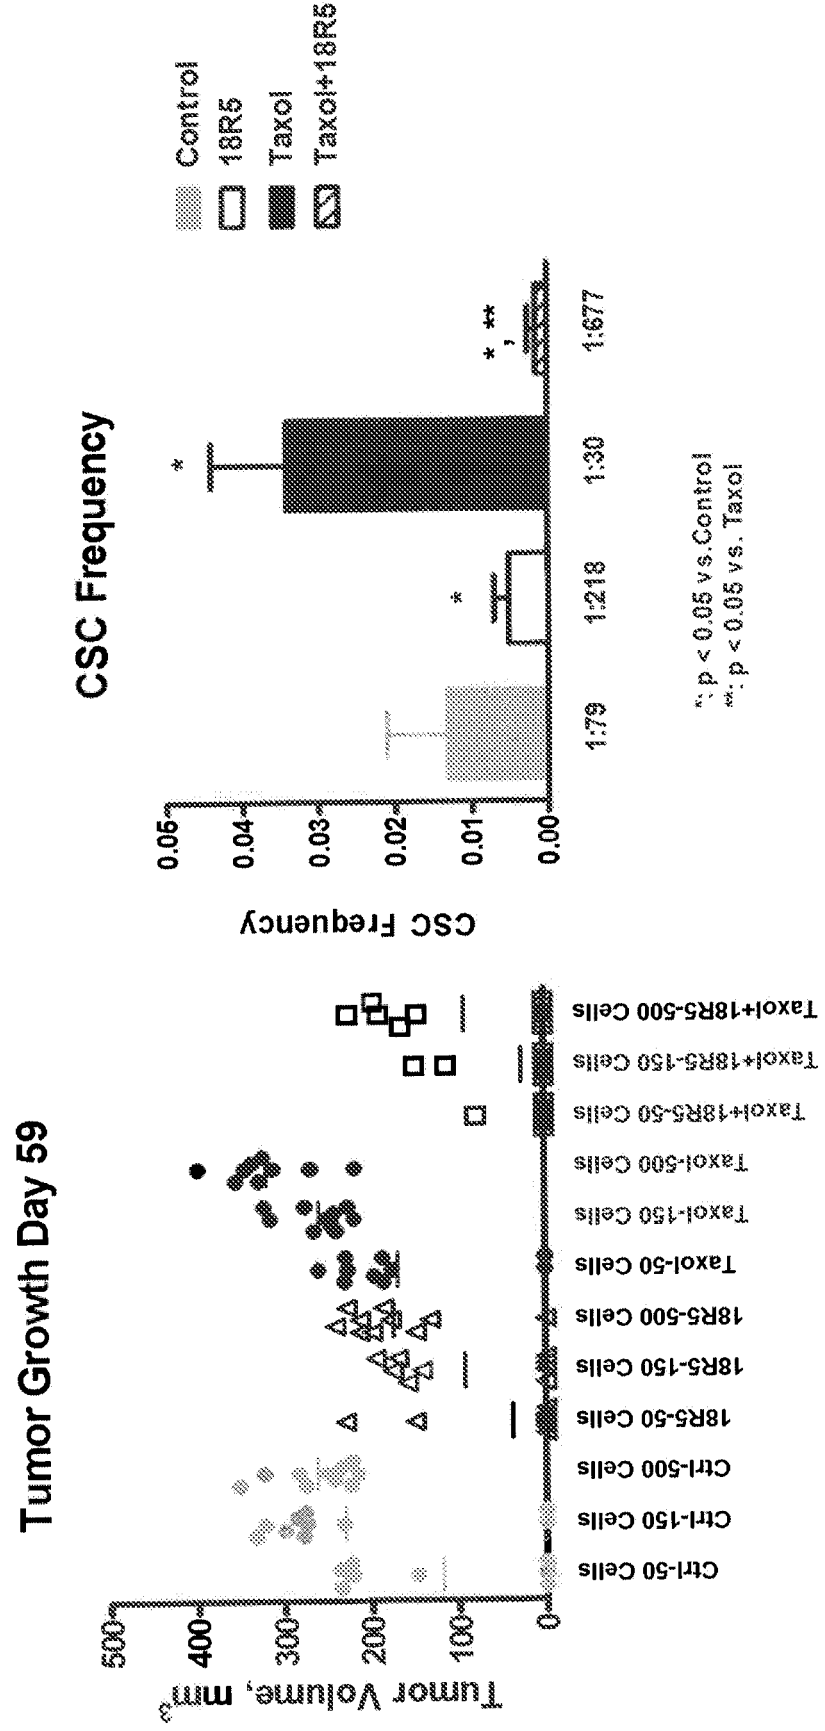 Tumor Growth Day 59
Tumor Volume, mm3
500
400
300
200
100
0
Ctrl-50 Cells
Ctrl-150 Cells
Ctrl-500 Cells
18R5-50 Cells
18R5-150 Cells
18R5-500 Cells
Taxol-50 Cells
Taxol-150 Cells
Taxol-500 Cells
Taxol+18R5-50 Cells
Taxol+18R5-150 Cells
Taxol+18R5-500 Cells
CSC Frequency
CSC Frequency
0.05
0.04
0.03
0.02
0.01
0.00
*
*
* , **
1:79
1:218
1:30
1:677
Control
18R5
Taxol
Taxol+18R5
*: p < 0.05 vs.Control
**: p < 0.05 vs. Taxol